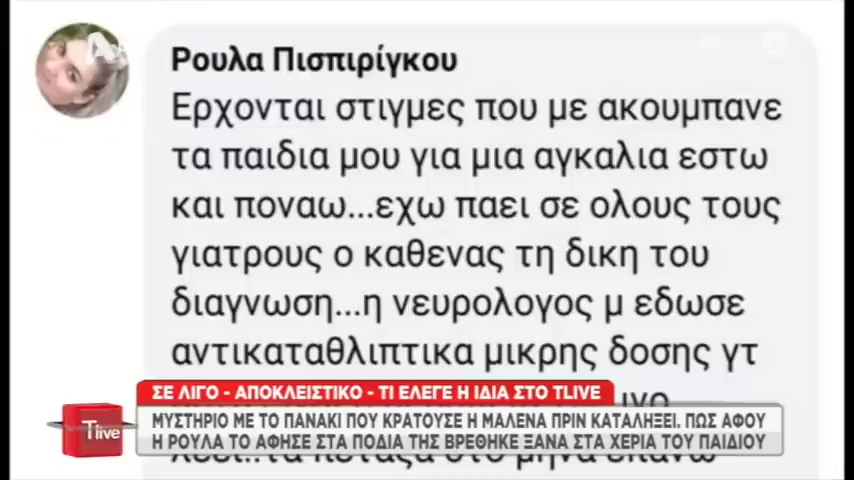 Ρουλα Πισπιρίγκου
Ερχονται στιγμες που με ακουμπανε
τα παιδια μου για μια αγκαλια εστω
και ποναω...εχω παει σε ολους τους
γιατρους ο καθενας τη δικη του
διαγνωση...η νευρολογος μ εδωσε
αντικαταθλιπτικα μικρης δοσης γτ
ΣΕ ΛΙΓΟ - ΑΠΟΚΛΕΙΣΤΙΚΟ - ΤΙ ΕΛΕΓΕ Η ΙΔΙΑ ΣΤΟ TLIVE
Tlive
ΜΥΣΤΗΡΙΟ ΜΕ ΤΟ ΠΑΝΑΚΙ ΠΟΥ ΚΡΑΤΟΥΣΕ Η ΜΑΛΕΝΑ ΠΡΙΝ ΚΑΤΑΛΗΞΕΙ. ΠΩΣ ΑΦΟΥ
Η ΡΟΥΛΑ ΤΟ ΑΦΗΣΕ ΣΤΑ ΠΟΔΙΑ ΤΗΣ ΒΡΕΘΗΚΕ ΞΑΝΑ ΣΤΑ ΧΕΡΙΑ ΤΟΥ ΠΑΙΔΙΟΥ